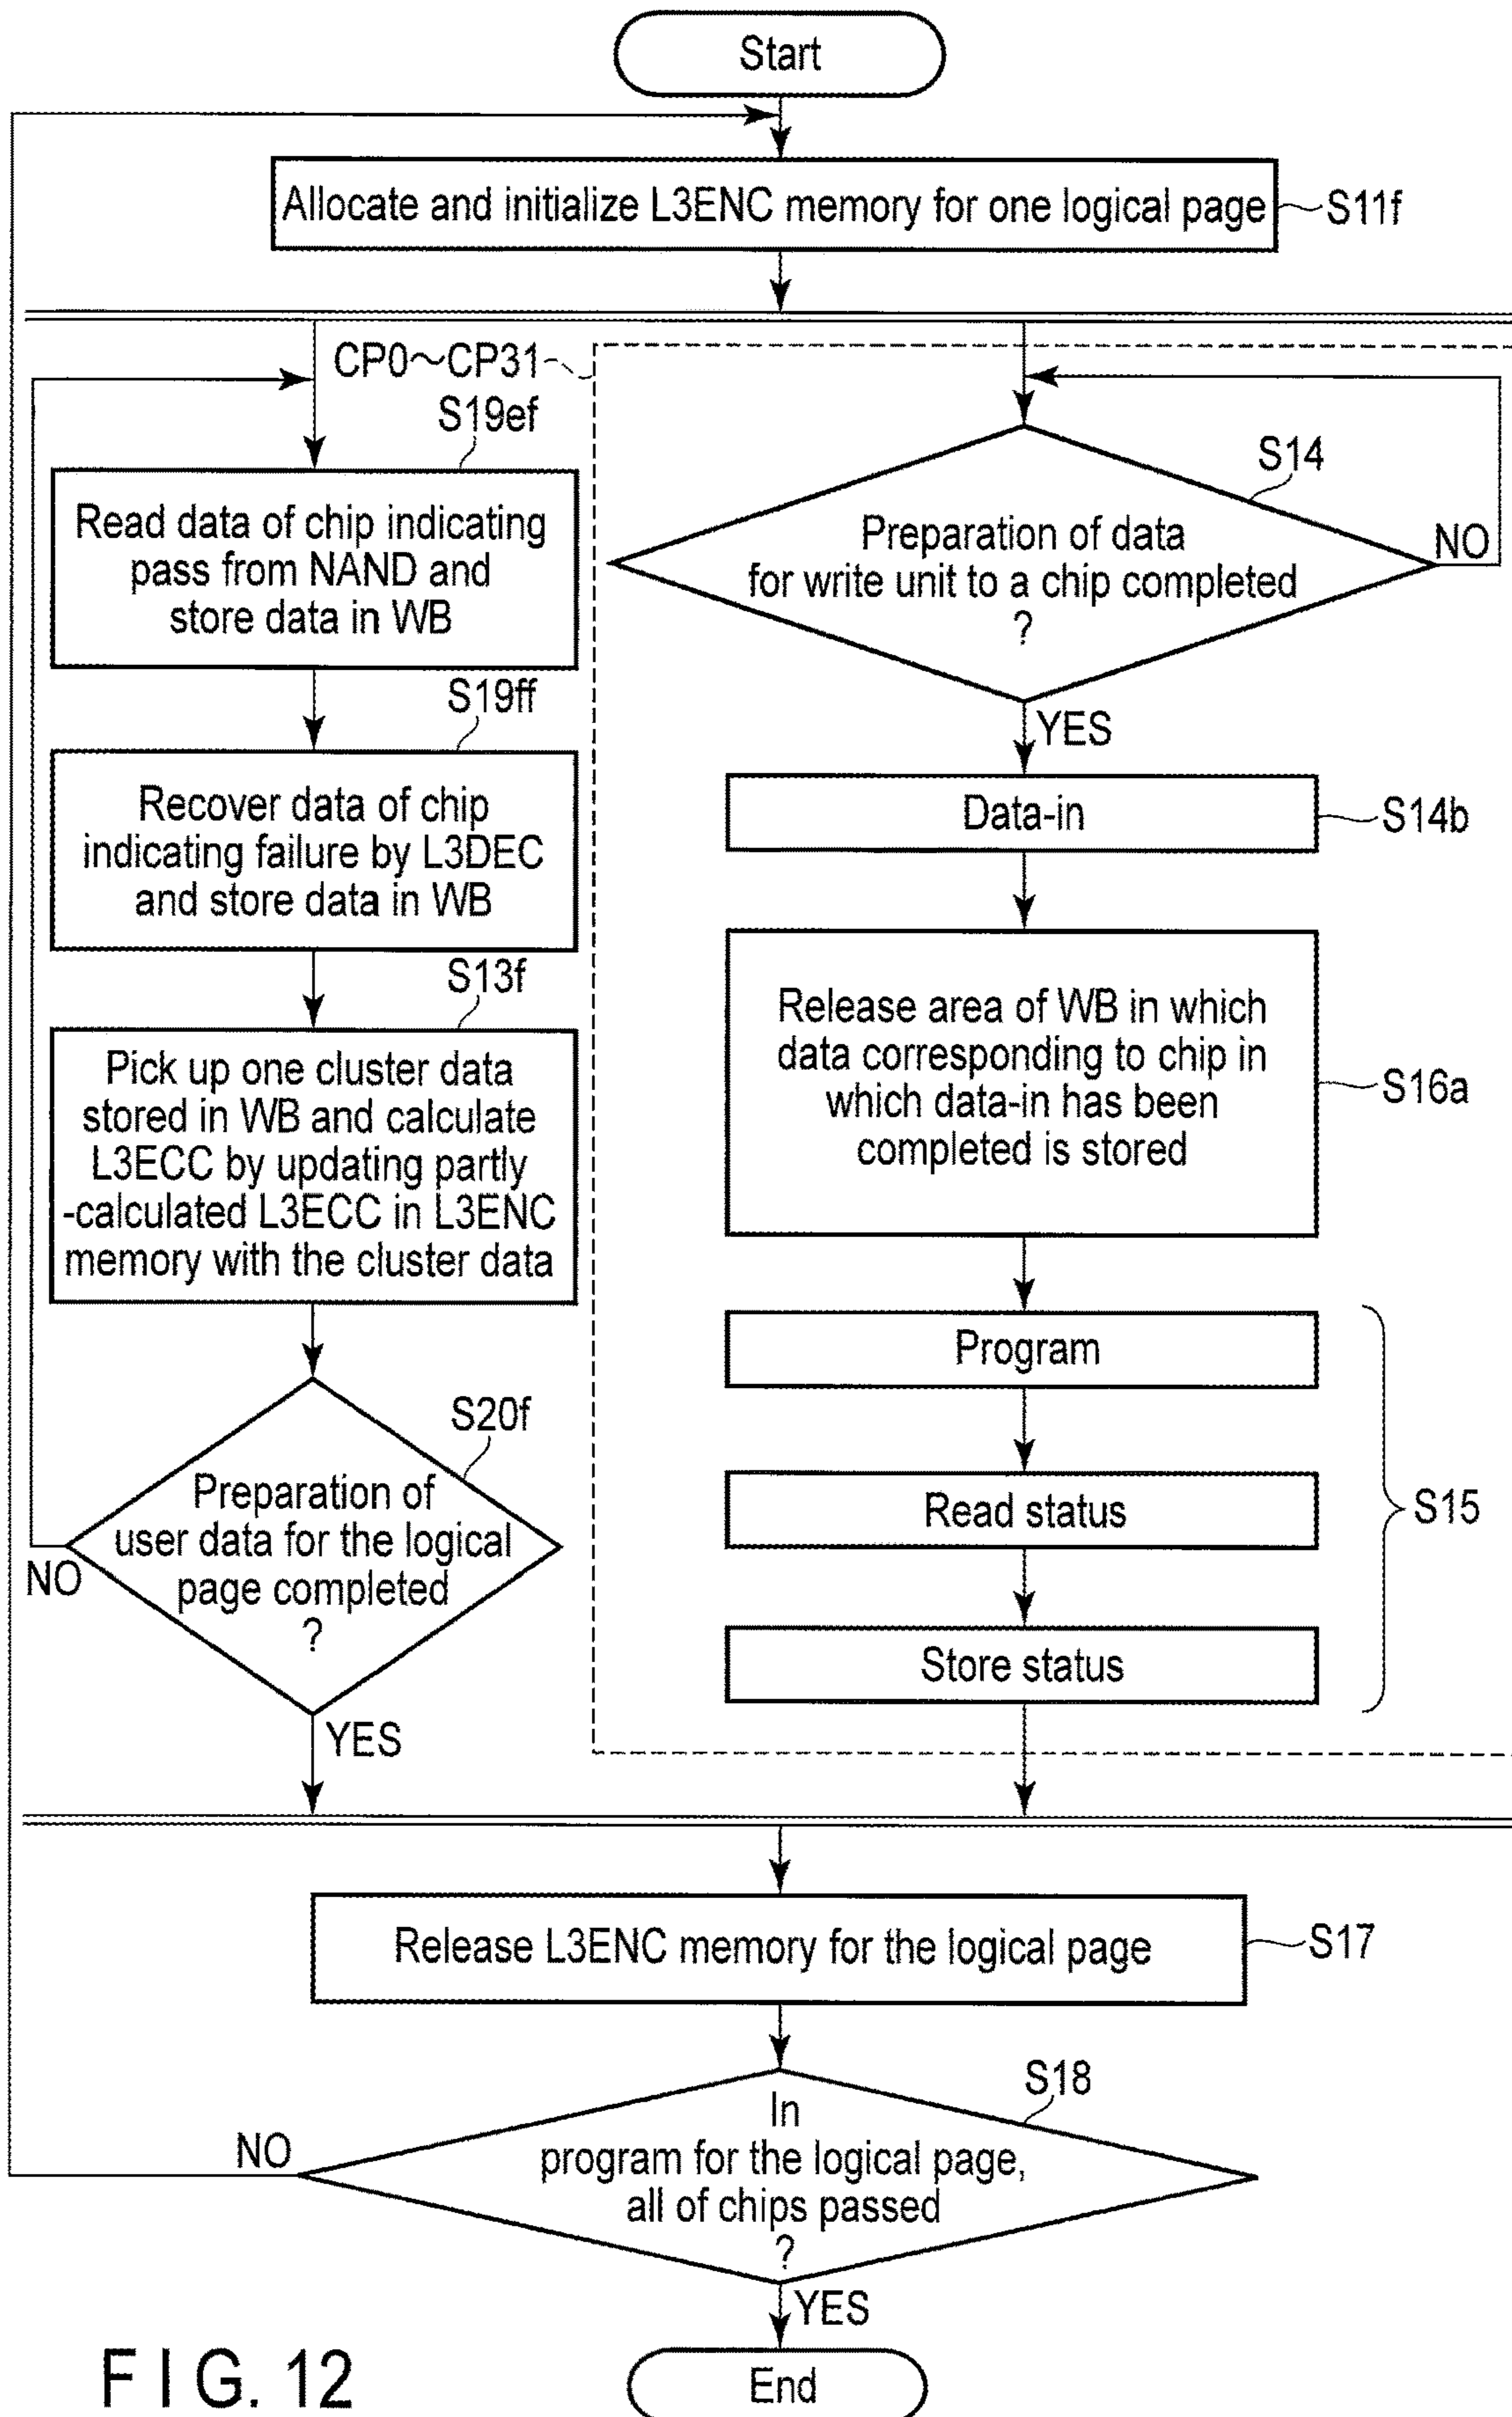 Start
Allocate and initialize L3ENC memory for one logical page
S11f
CP0~CP31
S19ef
Read data of chip indicating
pass from NAND and
store data in WB
S19ff
Recover data of chip
indicating failure by L3DEC
and store data in WB
S13f
Pick up one cluster data
stored in WB and calculate
L3ECC by updating partly
-calculated L3ECC in L3ENC
memory with the cluster data
S20f
Preparation of
user data for the logical
page completed
?
NO
YES
S14
Preparation of data
for write unit to a chip completed
?
NO
YES
Data-in
S14b
Release area of WB in which
data corresponding to chip in
which data-in has been
completed is stored
S16a
Program
Read status
S15
Store status
Release L3ENC memory for the logical page
S17
S18
In
program for the logical page,
all of chips passed
?
NO
YES
End
F I G. 12